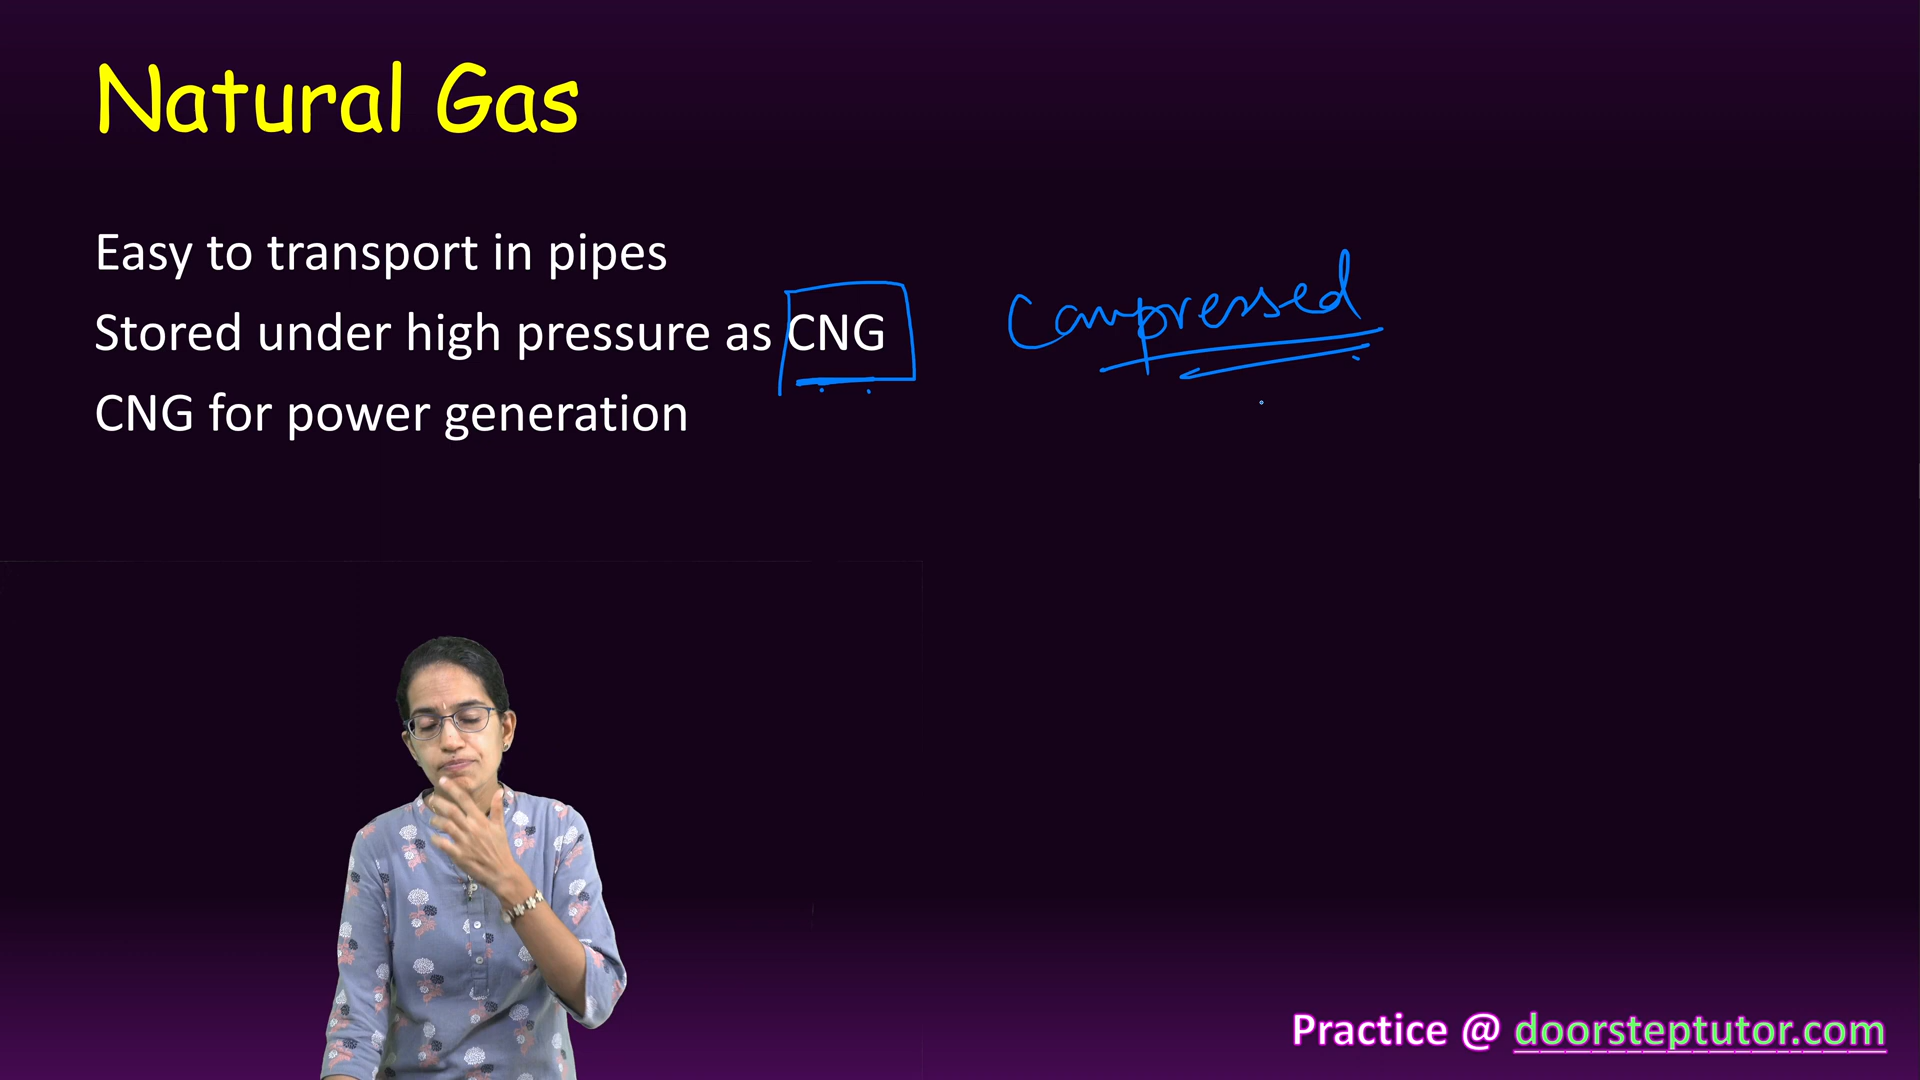 Natural Gas
Easy to transport in pipes
Stored under high pressure as CNG
Compressed
CNG for power generation
Practice @ doorsteptutor.com